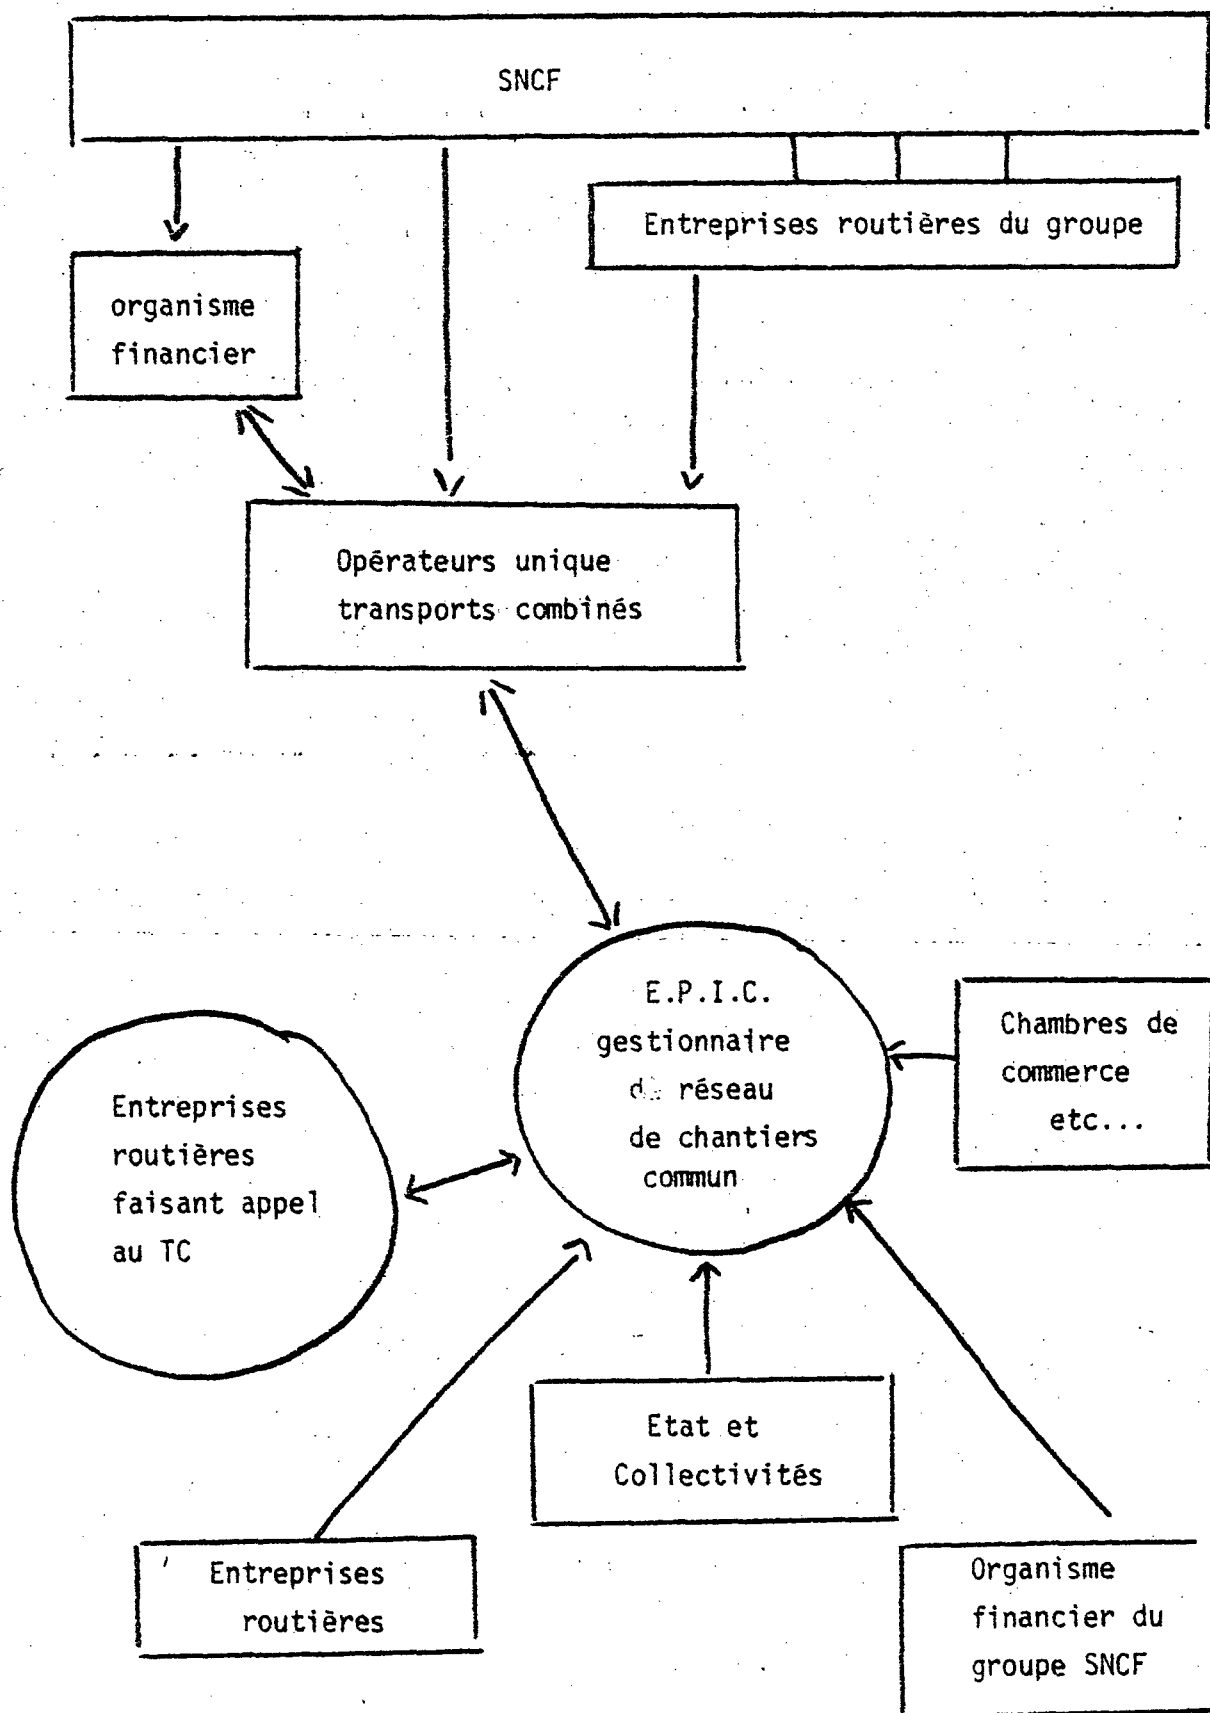 SNCF
Entreprises routières du groupe
organisme
financier
Opérateurs unique
transports combinés
E.P.I.C.
gestionnaire
réseau
de chantiers
commun
Chambres de
commerce
etc...
Entreprises
routières
faisant appel
au TC
Etat et
Collectivités
Entreprises
routières
Organisme
financier du
groupe SNCF